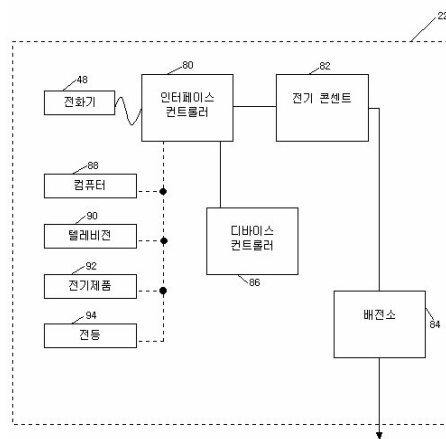 22
80
82
48
전화기
인터페이스
컨트롤러
전기 콘센트
88
컴퓨터
90
텔레비전
디바이스
컨트롤러
92
전기제품
86
94
전등
배전소
84